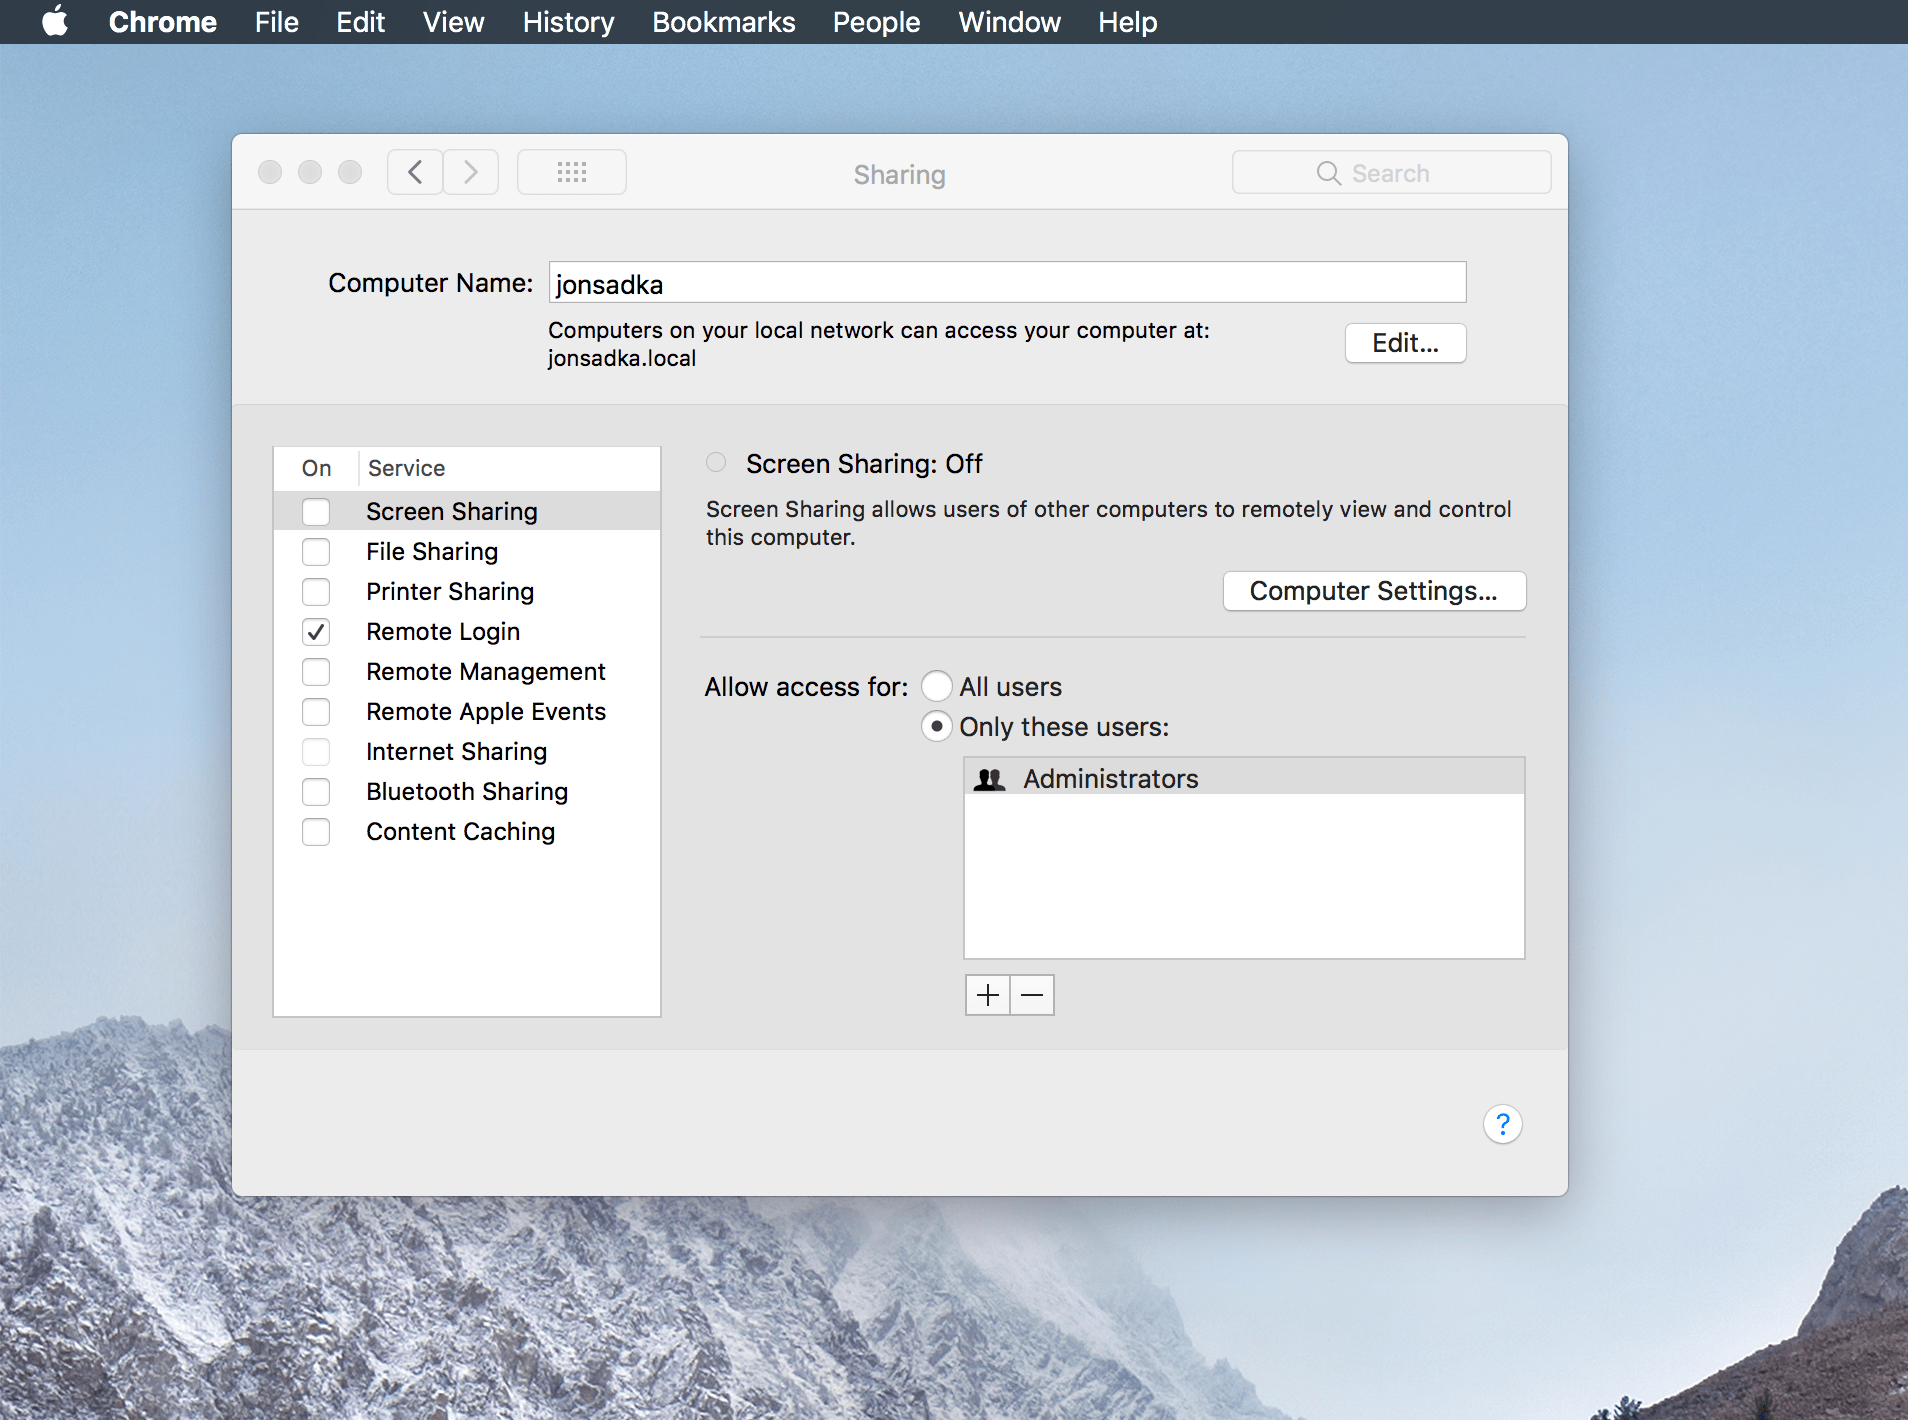 Chrome File Edit View History Bookmarks People Window Help
Sharing
Search
Computer Name: jonsadka
Computers on your local network can access your computer at:
jonsadka.local
Edit...
On Service
Screen Sharing
File Sharing
Printer Sharing
Remote Login
Remote Management
Remote Apple Events
Internet Sharing
Bluetooth Sharing
Content Caching
Screen Sharing: Off
Screen Sharing allows users of other computers to remotely view and control
this computer.
Computer Settings...
Allow access for: All users
Only these users:
Administrators
?